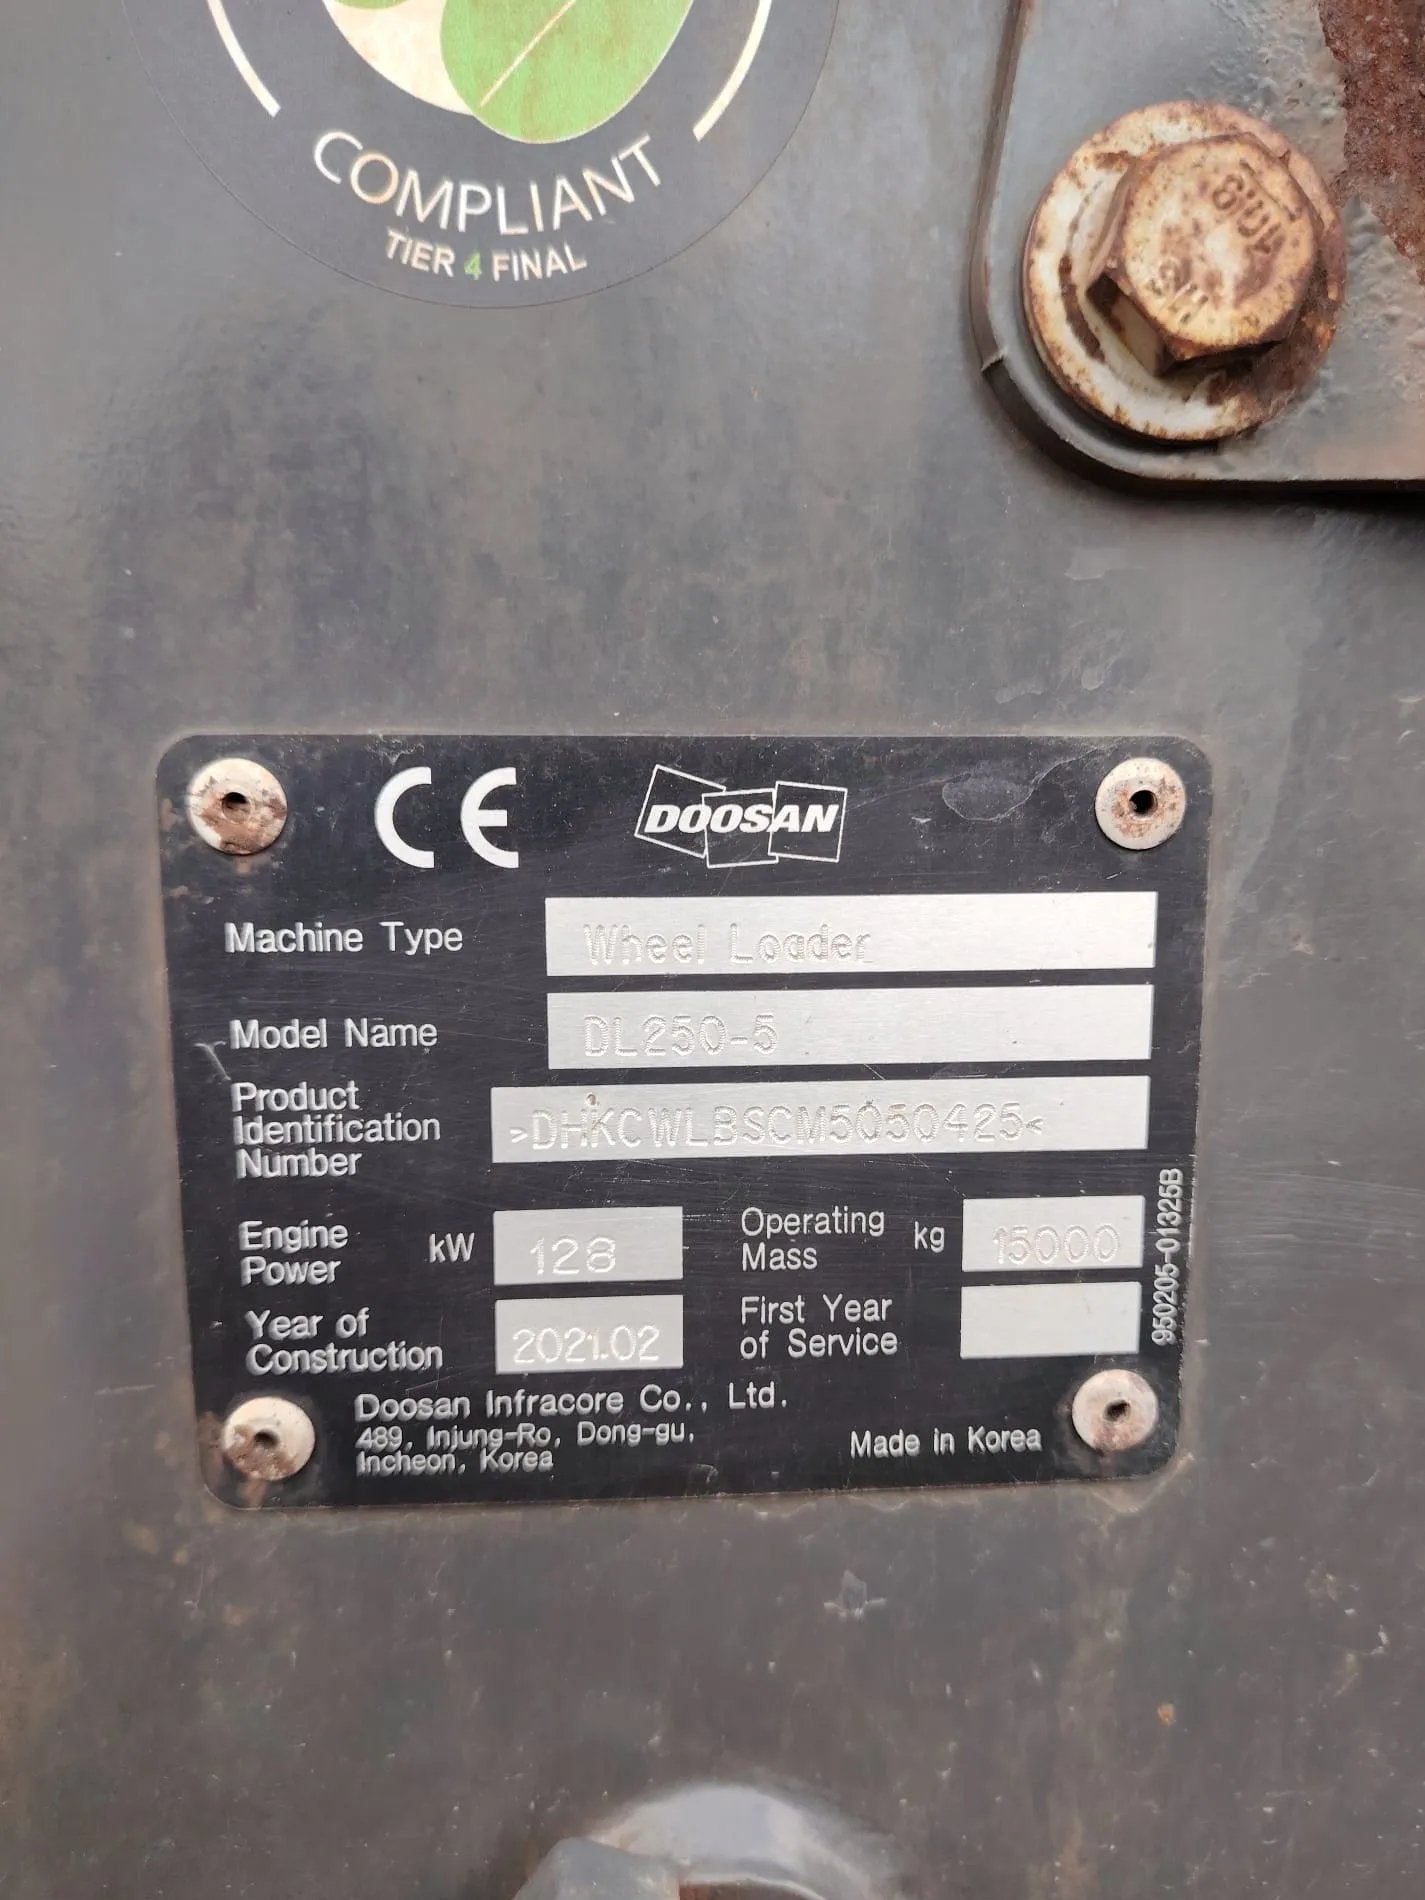 COMPLIANT
TIER 4 FINAL
CE DOOSAN
Machine Type Wheel Loader
Model Name DL250-5
Product
Identification
Number >DHKCWLBSCM5050425<
Engine
Power kW 128
Operating
Mass kg 15000
Year of
Construction 2021.02
First Year
of Service
950205-01325B
Doosan Infracore Co., Ltd.
489, Injung-Ro, Dong-gu,
Incheon, Korea
Made in Korea